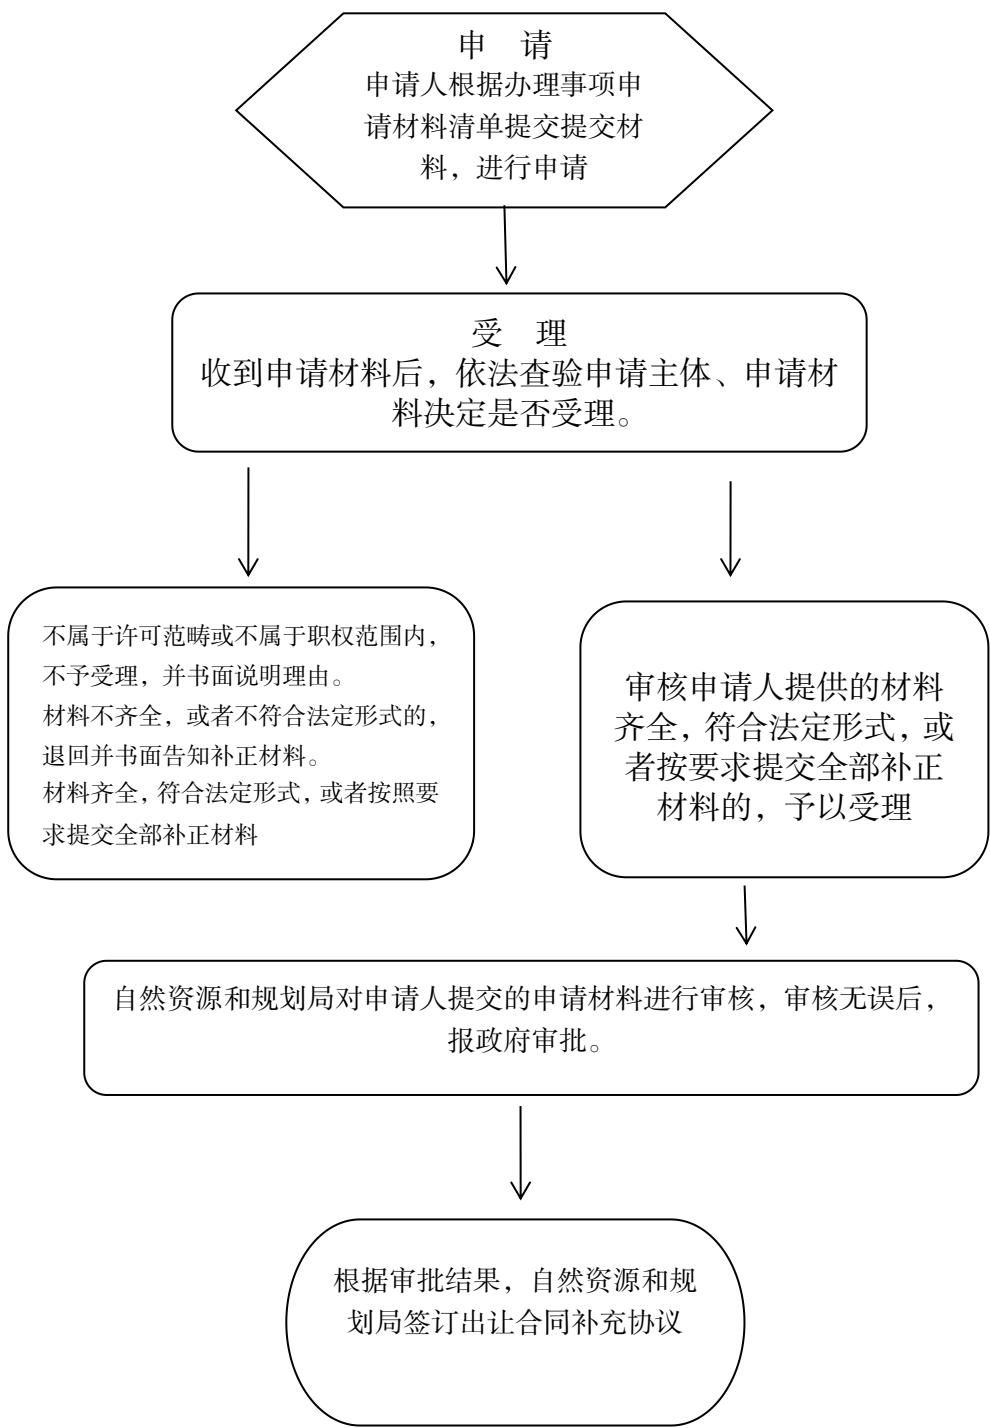 申　请
申请人根据办理事项申
请材料清单提交提交材
料，进行申请
受　理
收到申请材料后，依法查验申请主体、申请材
料决定是否受理。
不属于许可范畴或不属于职权范围内，
不予受理，并书面说明理由。
材料不齐全，或者不符合法定形式的，
退回并书面告知补正材料。
材料齐全，符合法定形式，或者按照要
求提交全部补正材料
审核申请人提供的材料
齐全，符合法定形式，或
者按要求提交全部补正
材料的，予以受理
自然资源和规划局对申请人提交的申请材料进行审核，审核无误后，
报政府审批。
根据审批结果，自然资源和规
划局签订出让合同补充协议